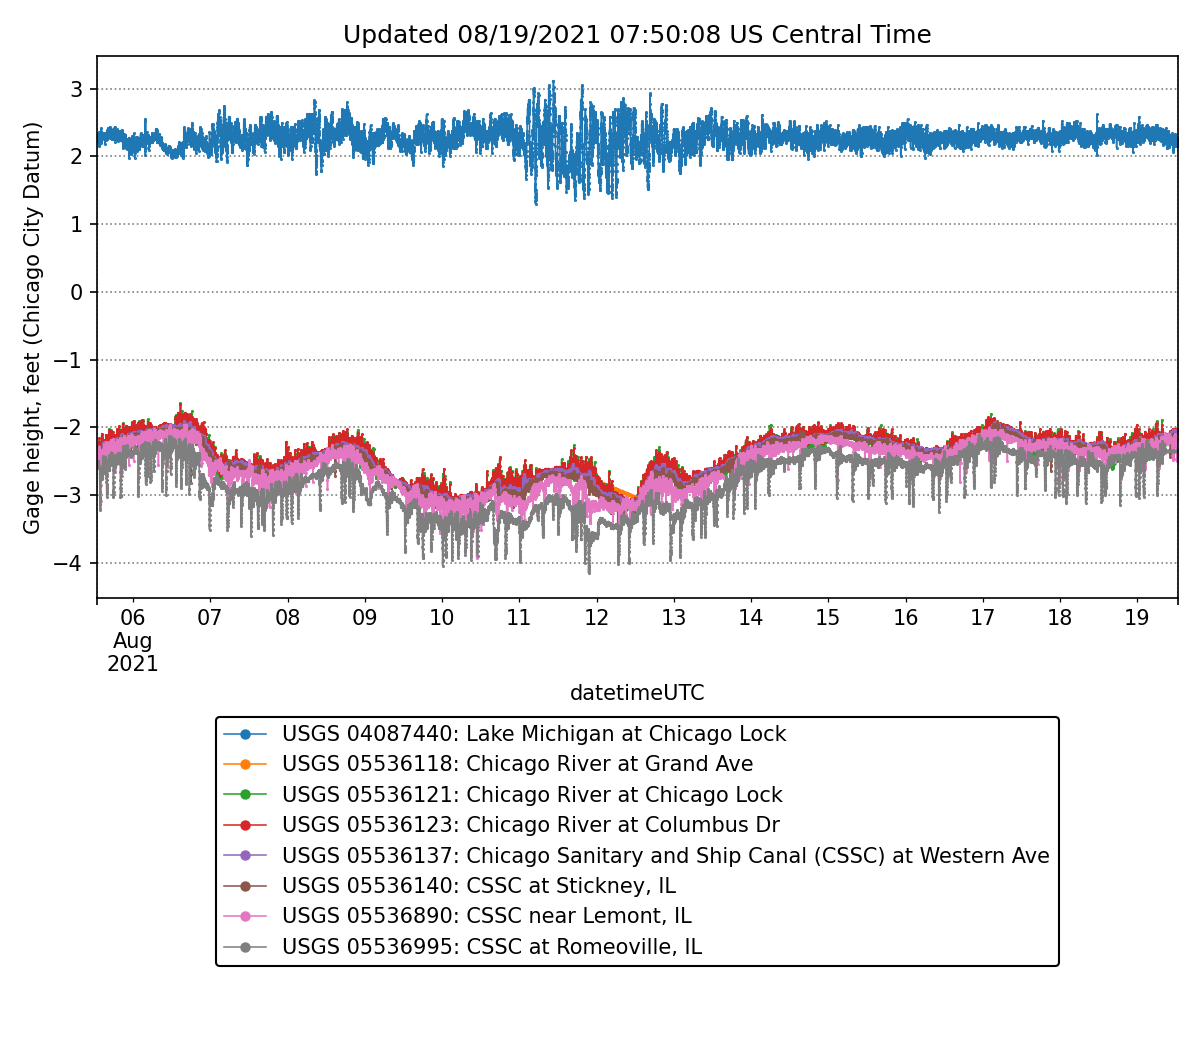 Updated 08/19/2021 07:50:08 US Central Time
Gage height, feet (Chicago City Datum)
3
2
1
0
−1
−2
−3
−4
06 07 08 09 10 11 12 13 14 15 16 17 18 19
Aug
2021
datetimeUTC
USGS 04087440: Lake Michigan at Chicago Lock
USGS 05536118: Chicago River at Grand Ave
USGS 05536121: Chicago River at Chicago Lock
USGS 05536123: Chicago River at Columbus Dr
USGS 05536137: Chicago Sanitary and Ship Canal (CSSC) at Western Ave
USGS 05536140: CSSC at Stickney, IL
USGS 05536890: CSSC near Lemont, IL
USGS 05536995: CSSC at Romeoville, IL